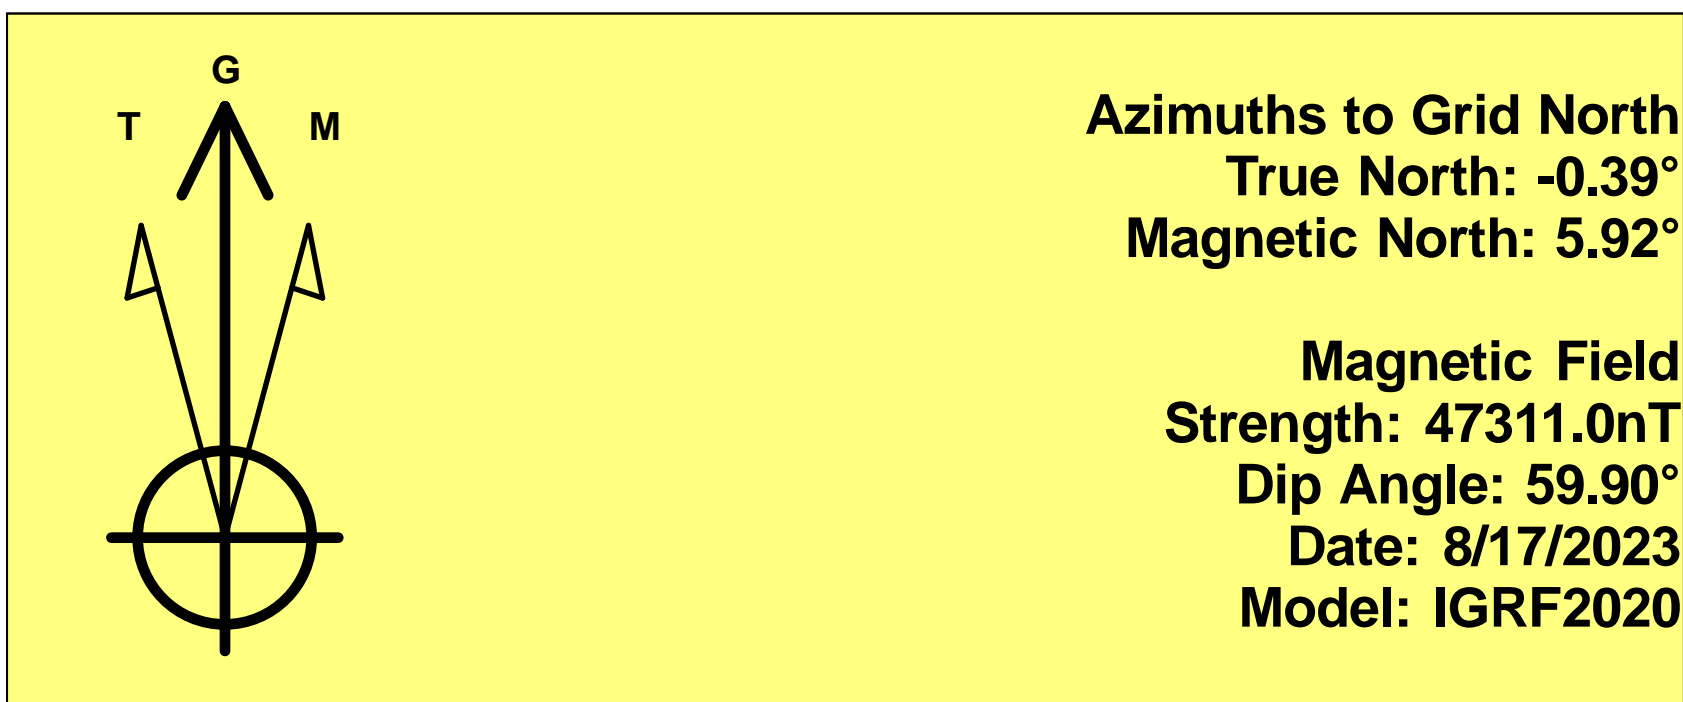 G
T M
Azimuths to Grid North
True North: -0.39°
Magnetic North: 5.92°
Magnetic Field
Strength: 47311.0nT
Dip Angle: 59.90°
Date: 8/17/2023
Model: IGRF2020